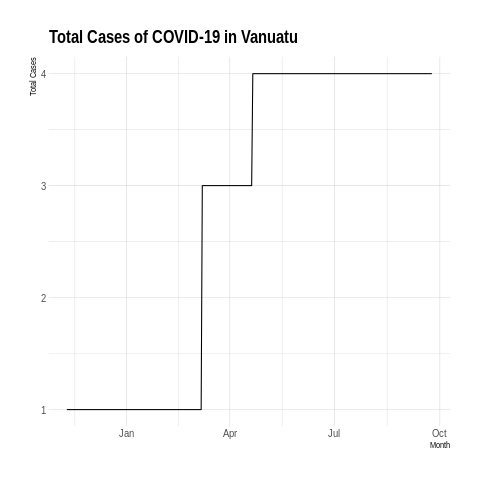 Total Cases of COVID-19 in Vanuatu
Total Cases
4
3
2
1
Jan Apr Jul Oct
Month